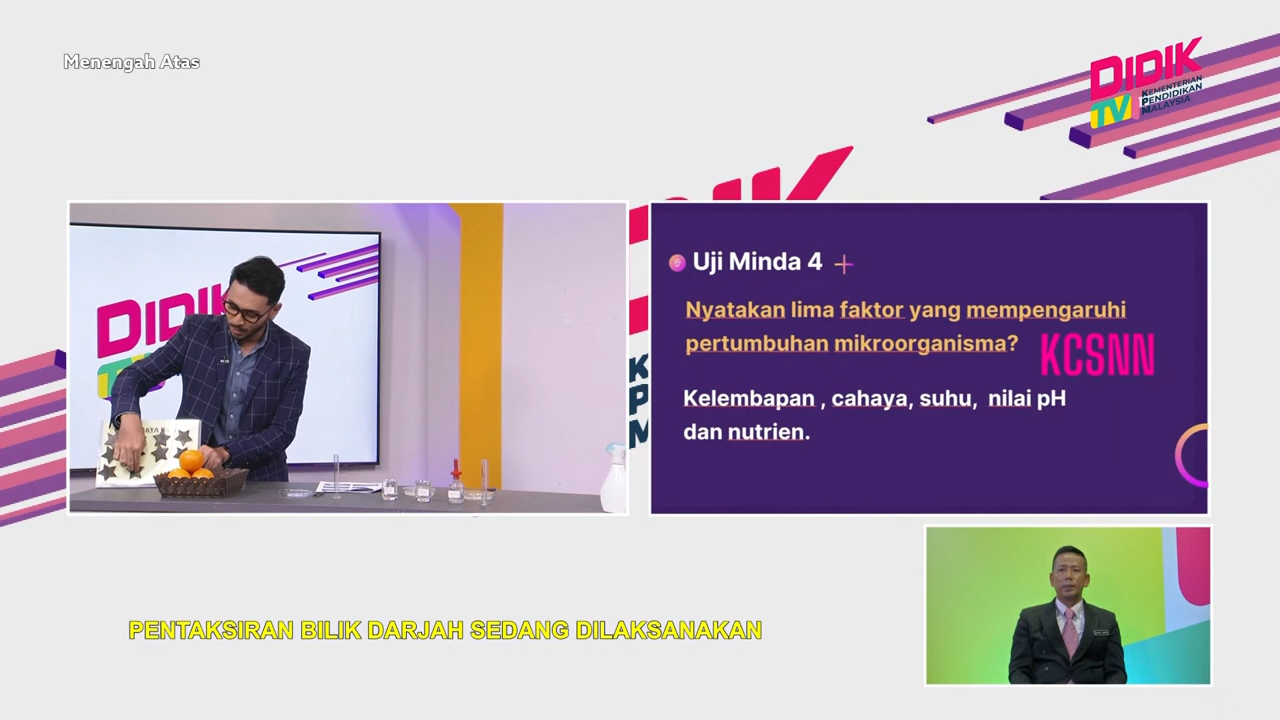 Menengah Atas
DIDIK
TV
KEMENTERIAN
PENDIDIKAN
MALAYSIA
Uji Minda 4
Nyatakan lima faktor yang mempengaruhi
pertumbuhan mikroorganisma?
KCSNN
Kelembapan , cahaya, suhu, nilai pH
dan nutrien.
DIDIK
PENTAKSIRAN BILIK DARJAH SEDANG DILAKSANAKAN